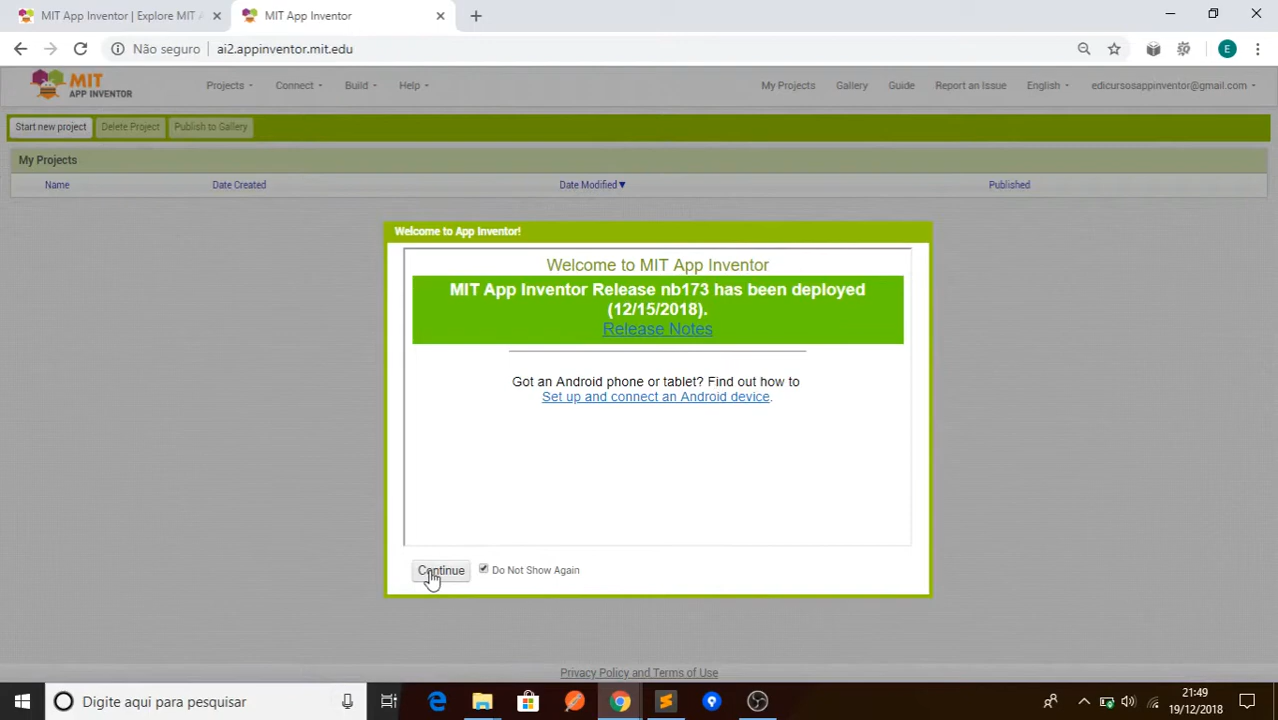 MIT App Inventor | Explore MIT A
MIT App Inventor
Não seguro
ai2.appinventor.mit.edu
E
MIT
APP INVENTOR
Projects
Connect
Build
Help
My Projects
Gallery
Guide
Report an Issue
English
edicursosappinventor@gmail.com
Start new project
Delete Project
Publish to Gallery
My Projects
Name
Date Created
Date Modified▼
Published
Welcome to App Inventor!
Welcome to MIT App Inventor
MIT App Inventor Release nb173 has been deployed
(12/15/2018).
Release Notes
Got an Android phone or tablet? Find out how to
Set up and connect an Android device.
Continue
Do Not Show Again
Privacy Policy and Terms of Use
Digite aqui para pesquisar
21:49
19/12/2018